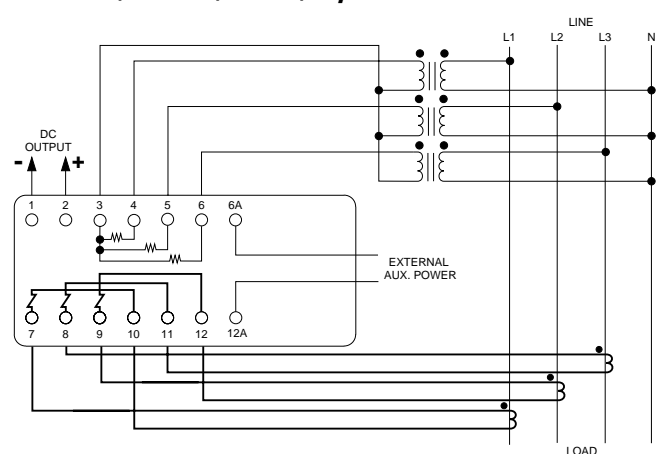 LINE
L1 L2 L3 N
DC
OUTPUT
- +
1 2 3 4 5 6 6A
EXTERNAL
AUX. POWER
7 8 9 10 11 12 12A
LOAD